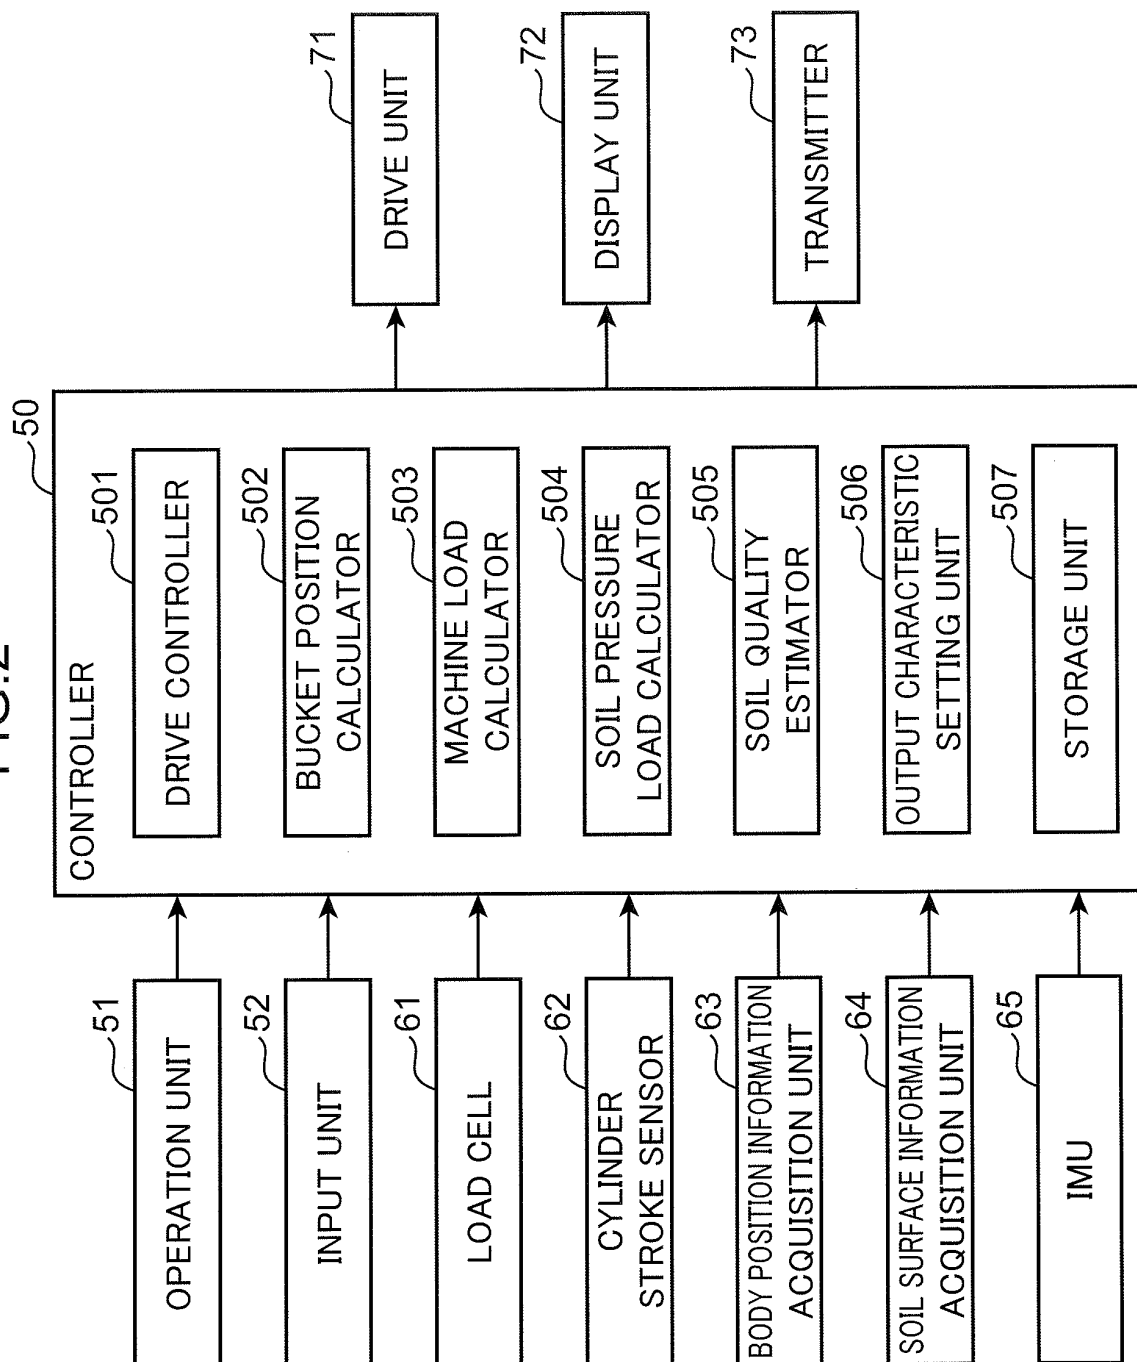 FIG.2
50
CONTROLLER
51
OPERATION UNIT
52
INPUT UNIT
61
LOAD CELL
62
CYLINDER
STROKE SENSOR
63
BODY POSITION INFORMATION
ACQUISITION UNIT
64
SOIL SURFACE INFORMATION
ACQUISITION UNIT
65
IMU
501
DRIVE CONTROLLER
502
BUCKET POSITION
CALCULATOR
503
MACHINE LOAD
CALCULATOR
504
SOIL PRESSURE
LOAD CALCULATOR
505
SOIL QUALITY
ESTIMATOR
506
OUTPUT CHARACTERISTIC
SETTING UNIT
507
STORAGE UNIT
71
DRIVE UNIT
72
DISPLAY UNIT
73
TRANSMITTER